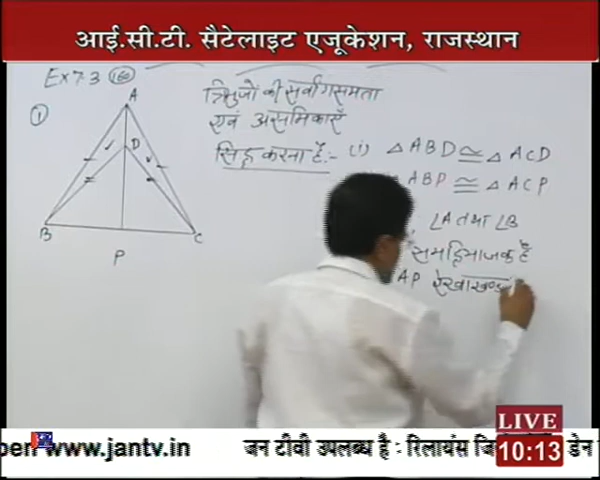 आई.सी.टी. सैटेलाइट एजूकेशन, राजस्थान
Ex 7.3 160
त्रिभुजों की सर्वांगसमता
एवं असमिकाएँ
1
A
D
B
C
P
सिद्ध करना है:- (i) △ ABD ≅ △ ACD
ABP ≅ △ ACP
∠A तथा ∠B
समद्विभाजक है
AP रेखाखण्ड
LIVE
www.jantv.in जन टीवी उपलब्ध है : रिलायंस डेन
10:13